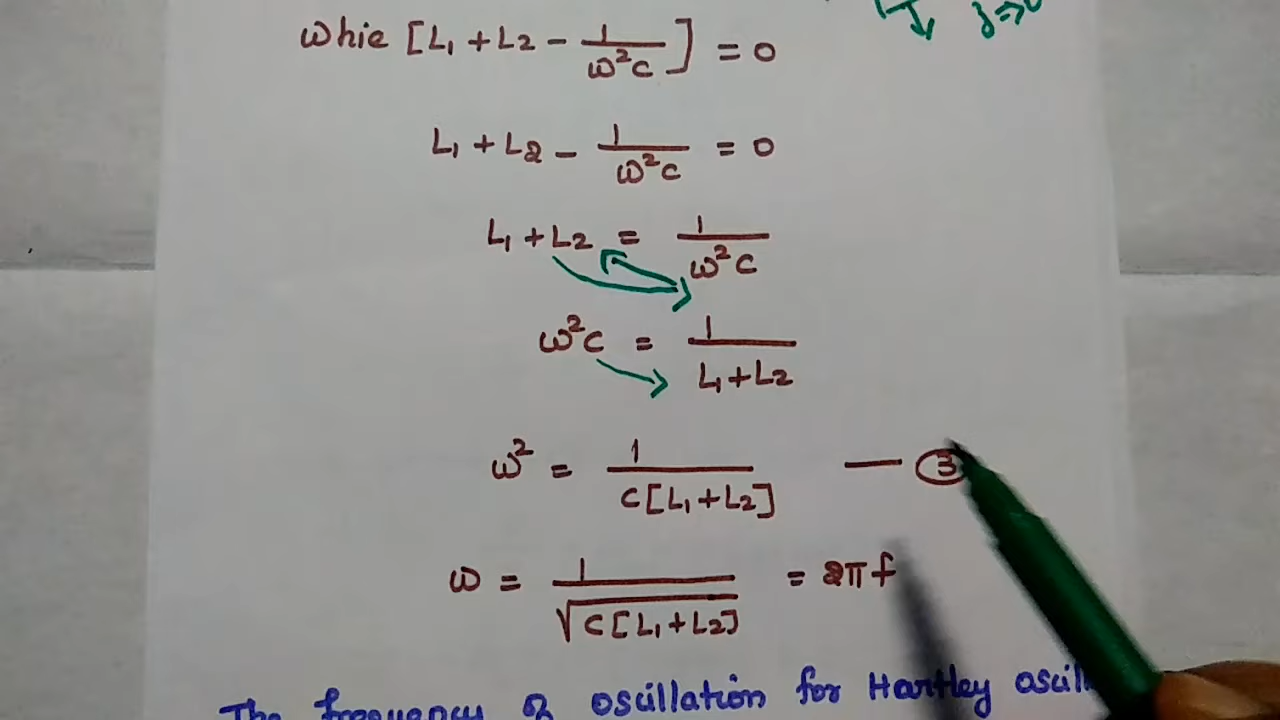 ωhie [L₁ + L₂ - 1/ω²C] = 0
L₁ + L₂ - 1/ω²C = 0
L₁ + L₂ = 1/ω²C
ω²C = 1/L₁+L₂
ω² = 1/C[L₁+L₂] — ③
ω = 1/√C[L₁+L₂] = 2πf
The frequency of oscillation for Hartley